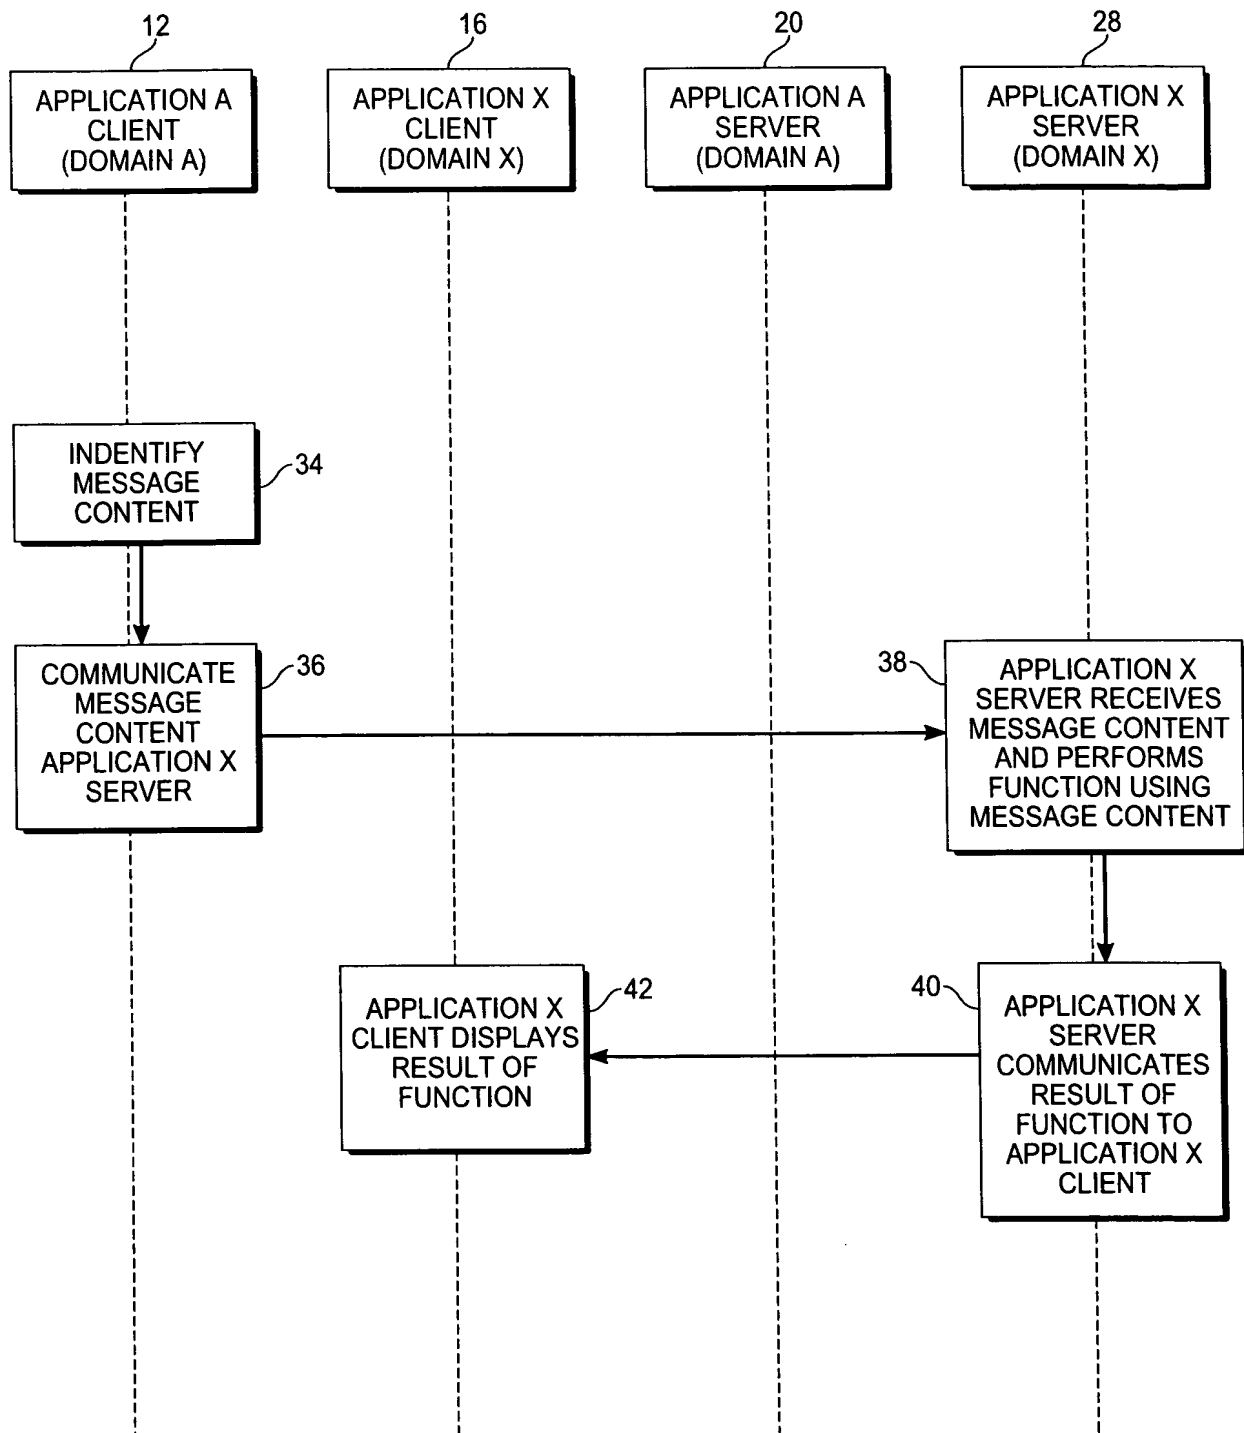 12
16
20
28
APPLICATION A
CLIENT
(DOMAIN A)
APPLICATION X
CLIENT
(DOMAIN X)
APPLICATION A
SERVER
(DOMAIN A)
APPLICATION X
SERVER
(DOMAIN X)
INDENTIFY
MESSAGE
CONTENT
34
COMMUNICATE
MESSAGE
CONTENT
APPLICATION X
SERVER
36
38
APPLICATION X
SERVER RECEIVES
MESSAGE CONTENT
AND PERFORMS
FUNCTION USING
MESSAGE CONTENT
APPLICATION X
CLIENT DISPLAYS
RESULT OF
FUNCTION
42
40
APPLICATION X
SERVER
COMMUNICATES
RESULT OF
FUNCTION TO
APPLICATION X
CLIENT